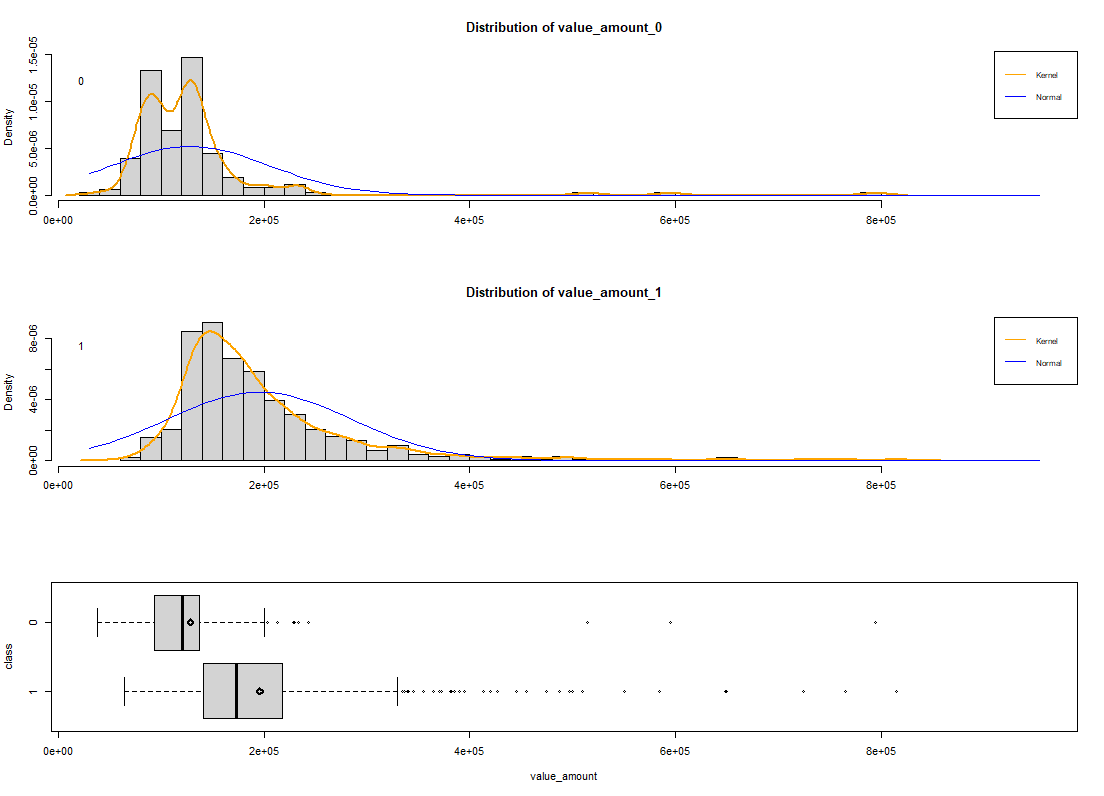 Distribution of value_amount_0
Density
0.0e+00 5.0e-06 1.0e-05 1.5e-05
0
Kernel
Normal
0e+00 2e+05 4e+05 6e+05 8e+05
Distribution of value_amount_1
Density
0e+00 4e-06 8e-06
1
Kernel
Normal
0e+00 2e+05 4e+05 6e+05 8e+05
class
0
1
0e+00 2e+05 4e+05 6e+05 8e+05
value_amount